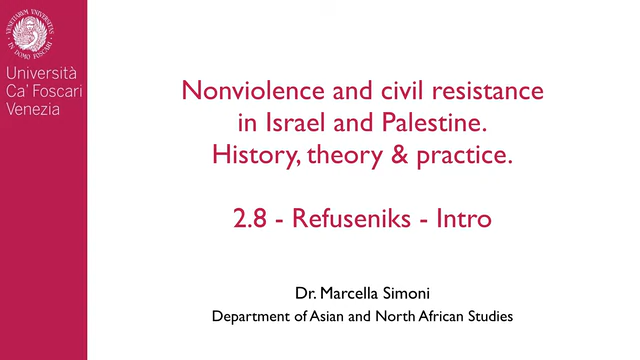 Università
Ca' Foscari
Venezia
Nonviolence and civil resistance
in Israel and Palestine.
History, theory & practice.
2.8 - Refuseniks - Intro
Dr. Marcella Simoni
Department of Asian and North African Studies